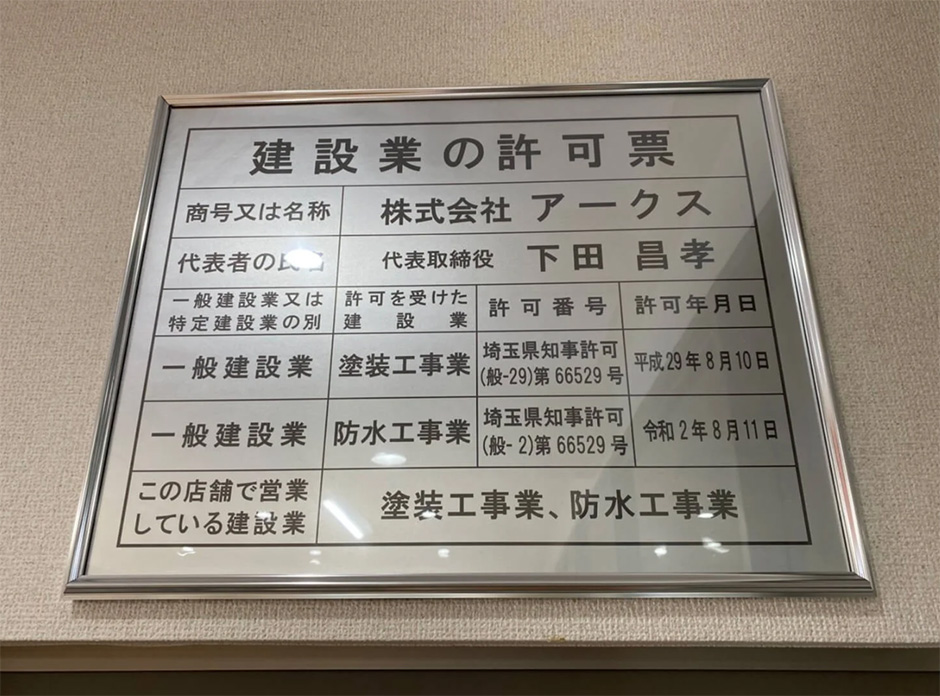 建設業の許可票
商号又は名称
株式会社 アークス
代表者の氏名
代表取締役 下田 昌孝
一般建設業又は
特定建設業の別
許可を受けた
建設業
許可番号
許可年月日
一般建設業
塗装工事業
埼玉県知事許可
(般-29)第66529号
平成29年8月10日
一般建設業
防水工事業
埼玉県知事許可
(般-2)第66529号
令和2年8月11日
この店舗で営業
している建設業
塗装工事業、防水工事業